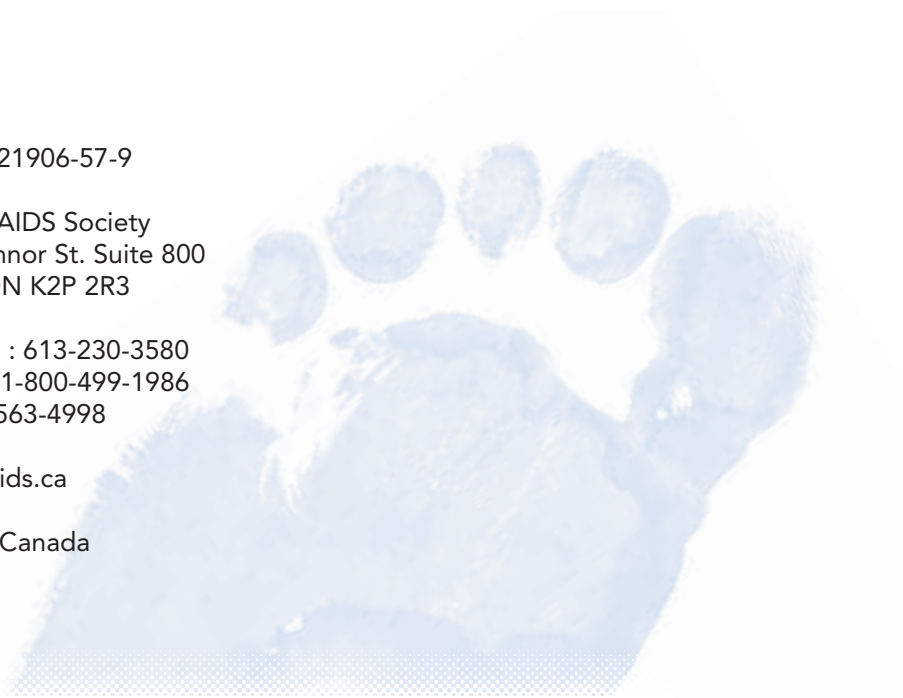 21906-57-9
AIDS Society
nnor St. Suite 800
N K2P 2R3
: 613-230-3580
1-800-499-1986
563-4998
ids.ca
Canada